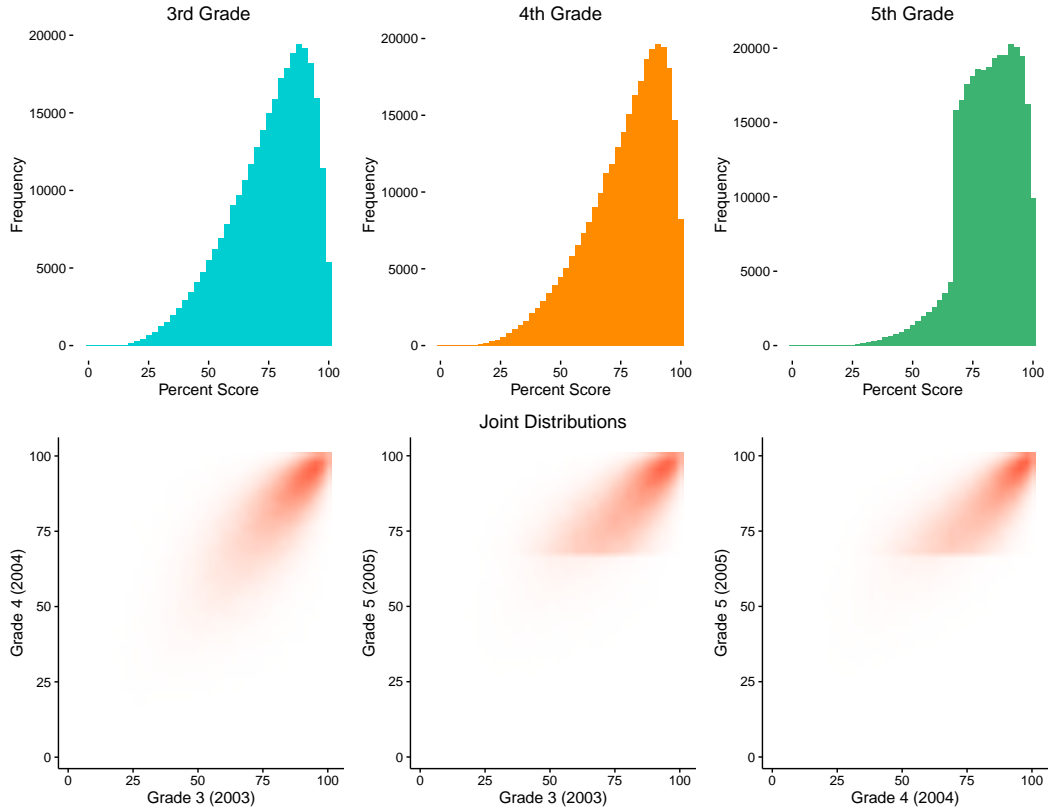 3rd Grade
4th Grade
5th Grade
20000
15000
10000
5000
0
Frequency
0 25 50 75 100
Percent Score
20000
15000
10000
5000
0
Frequency
0 25 50 75 100
Percent Score
20000
15000
10000
5000
0
Frequency
0 25 50 75 100
Percent Score
Joint Distributions
100
75
50
25
0
Grade 4 (2004)
0 25 50 75 100
Grade 3 (2003)
100
75
50
25
0
Grade 5 (2005)
0 25 50 75 100
Grade 3 (2003)
100
75
50
25
0
Grade 5 (2005)
0 25 50 75 100
Grade 4 (2004)